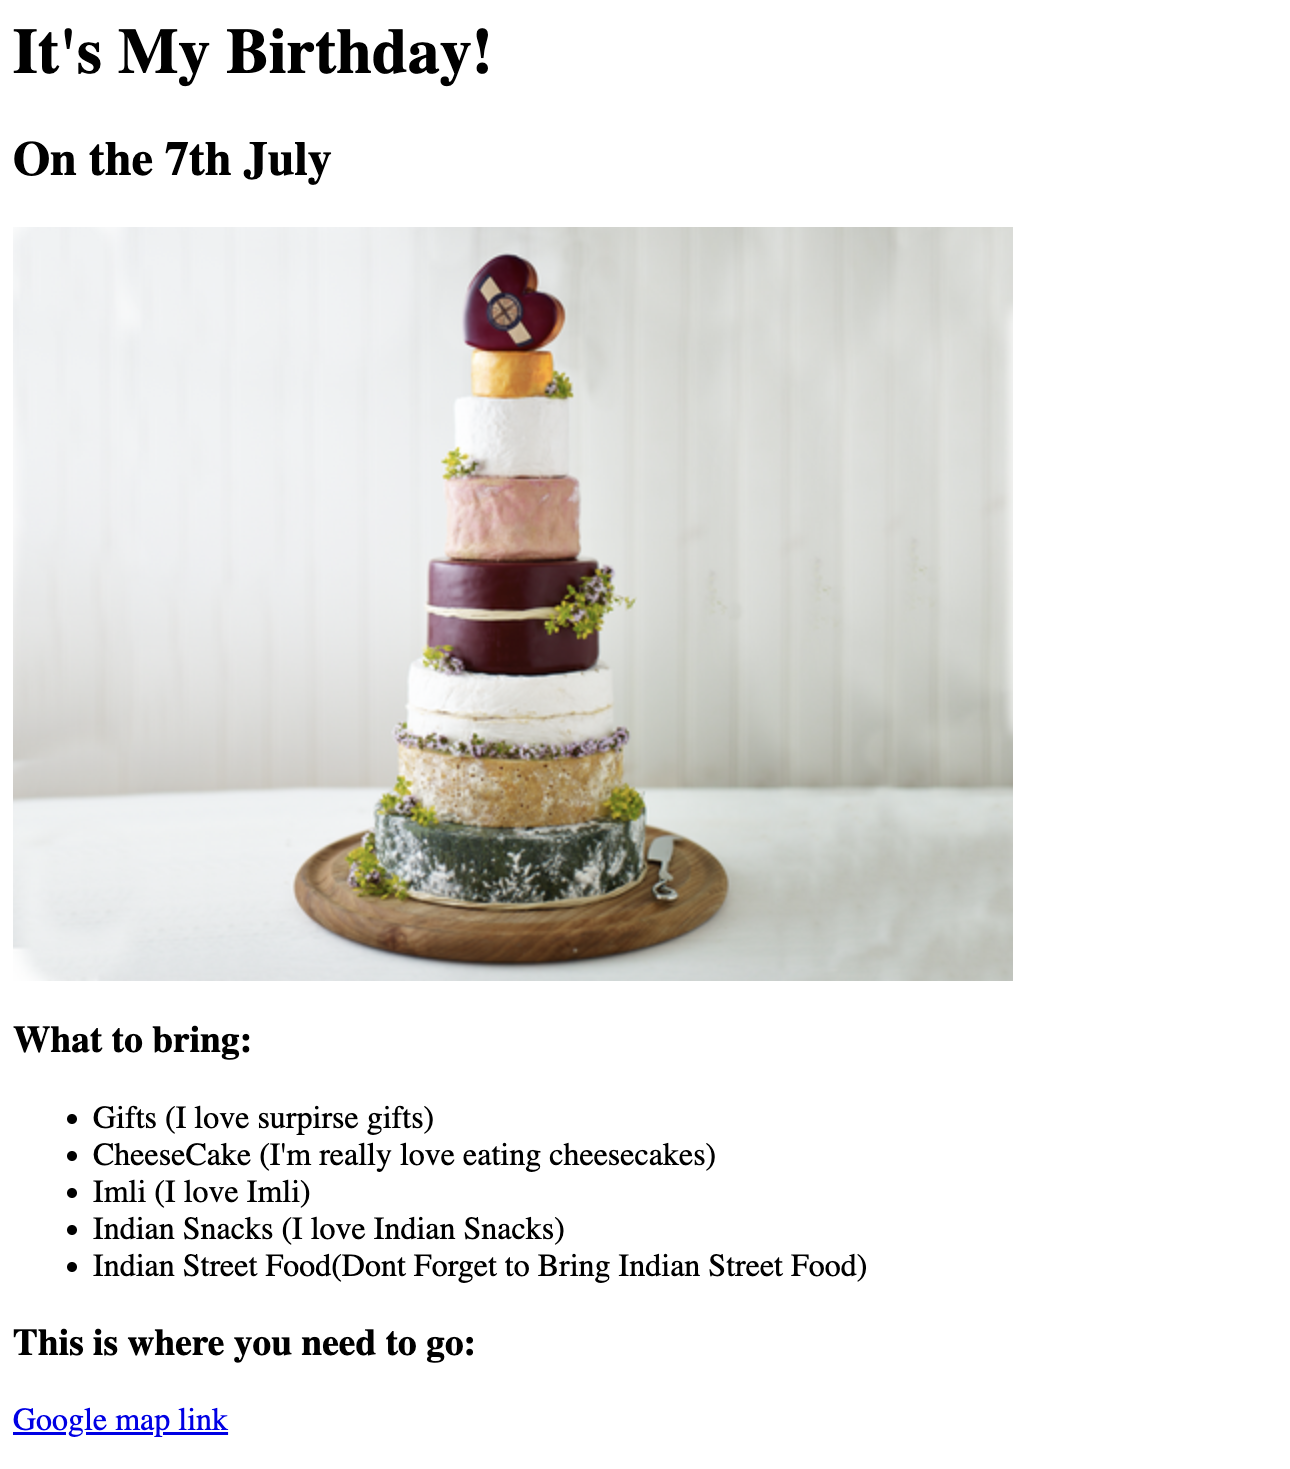 It's My Birthday!
On the 7th July
What to bring:
Gifts (I love surpirse gifts)
CheeseCake (I'm really love eating cheesecakes)
Imli (I love Imli)
Indian Snacks (I love Indian Snacks)
Indian Street Food(Dont Forget to Bring Indian Street Food)
This is where you need to go:
Google map link